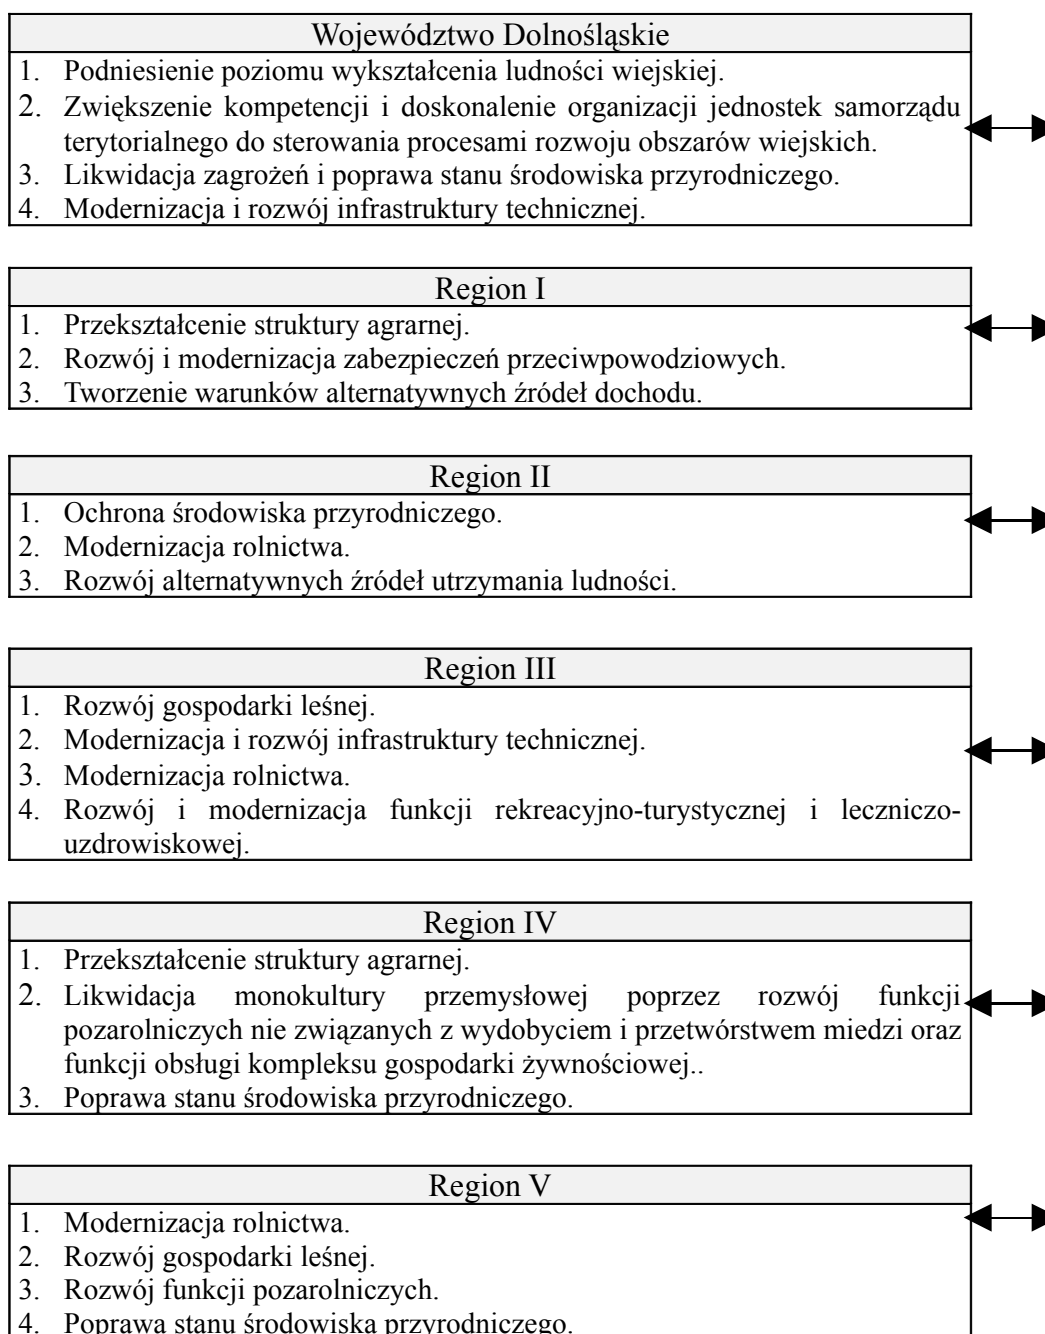 Województwo Dolnośląskie
1. Podniesienie poziomu wykształcenia ludności wiejskiej.
2. Zwiększenie kompetencji i doskonalenie organizacji jednostek samorządu
terytorialnego do sterowania procesami rozwoju obszarów wiejskich.
3. Likwidacja zagrożeń i poprawa stanu środowiska przyrodniczego.
4. Modernizacja i rozwój infrastruktury technicznej.
Region I
1. Przekształcenie struktury agrarnej.
2. Rozwój i modernizacja zabezpieczeń przeciwpowodziowych.
3. Tworzenie warunków alternatywnych źródeł dochodu.
Region II
1. Ochrona środowiska przyrodniczego.
2. Modernizacja rolnictwa.
3. Rozwój alternatywnych źródeł utrzymania ludności.
Region III
1. Rozwój gospodarki leśnej.
2. Modernizacja i rozwój infrastruktury technicznej.
3. Modernizacja rolnictwa.
4. Rozwój i modernizacja funkcji rekreacyjno-turystycznej i leczniczo-
uzdrowiskowej.
Region IV
1. Przekształcenie struktury agrarnej.
2. Likwidacja monokultury przemysłowej poprzez rozwój funkcji
pozarolniczych nie związanych z wydobyciem i przetwórstwem miedzi oraz
funkcji obsługi kompleksu gospodarki żywnościowej..
3. Poprawa stanu środowiska przyrodniczego.
Region V
1. Modernizacja rolnictwa.
2. Rozwój gospodarki leśnej.
3. Rozwój funkcji pozarolniczych.
4. Poprawa stanu środowiska przyrodniczego.